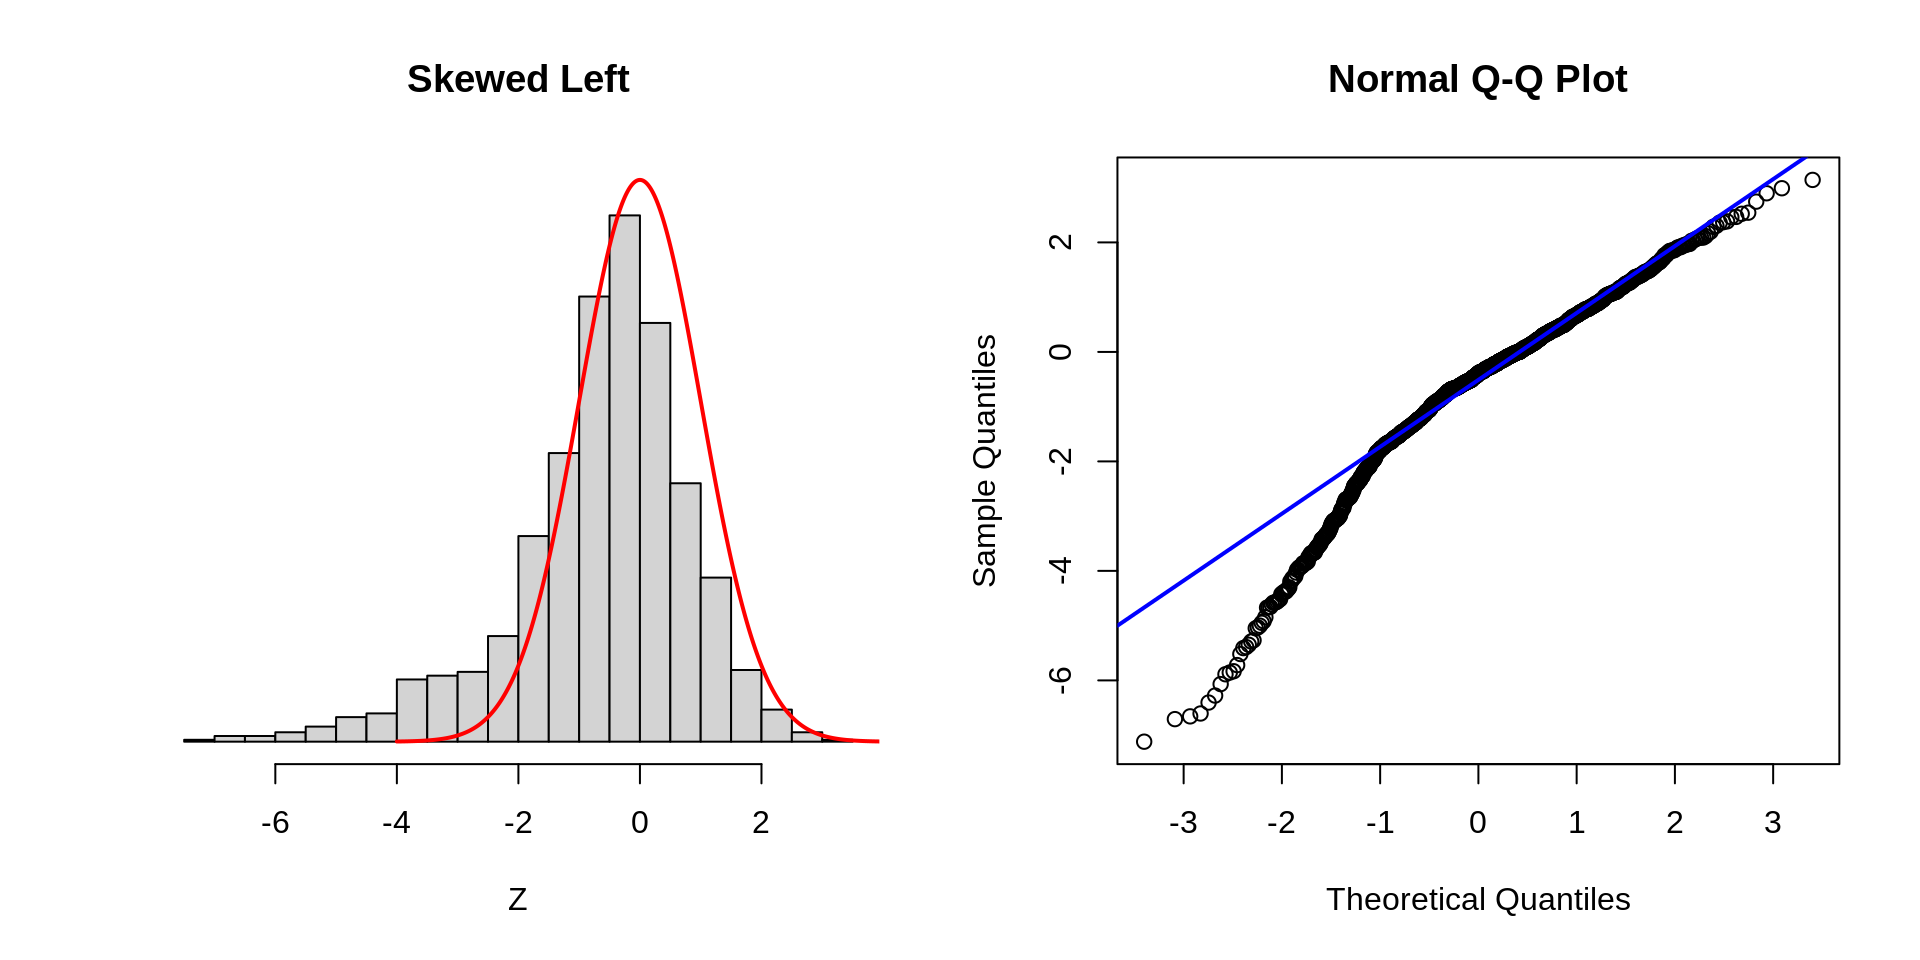 Skewed Left
-6 -4 -2 0 2
Z
Normal Q-Q Plot
Sample Quantiles
2
0
-2
-4
-6
-3 -2 -1 0 1 2 3
Theoretical Quantiles